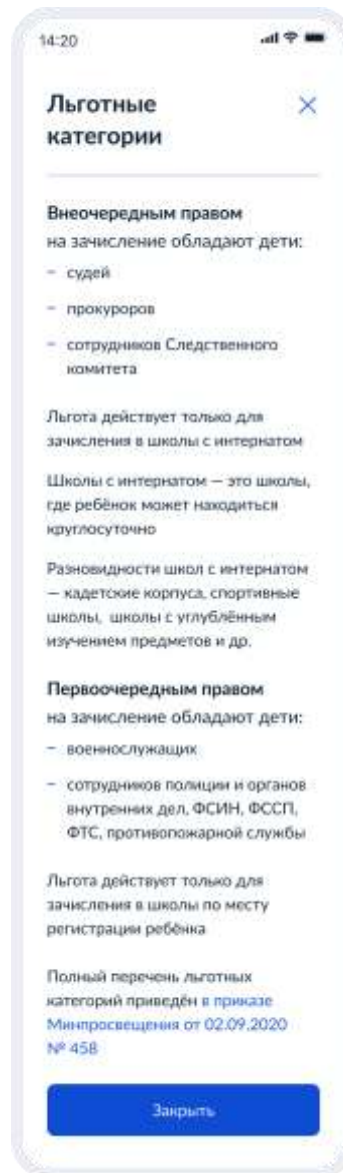 14:20
Льготные
категории
Внеочередным правом
на зачисление обладают дети:
– судей
– прокуроров
– сотрудников Следственного
комитета
Льгота действует только для
зачисления в школы с интернатом
Школы с интернатом — это школы,
где ребёнок может находиться
круглосуточно
Разновидности школ с интернатом
— кадетские корпуса, спортивные
школы, школы с углублённым
изучением предметов и др.
Первоочередным правом
на зачисление обладают дети:
– военнослужащих
– сотрудников полиции и органов
внутренних дел, ФСИН, ФССП,
ФТС, противопожарной службы
Льгота действует только для
зачисления в школы по месту
регистрации ребёнка
Полный перечень льготных
категорий приведён в приказе
Минпросвещения от 02.09.2020
№ 458
Закрыть